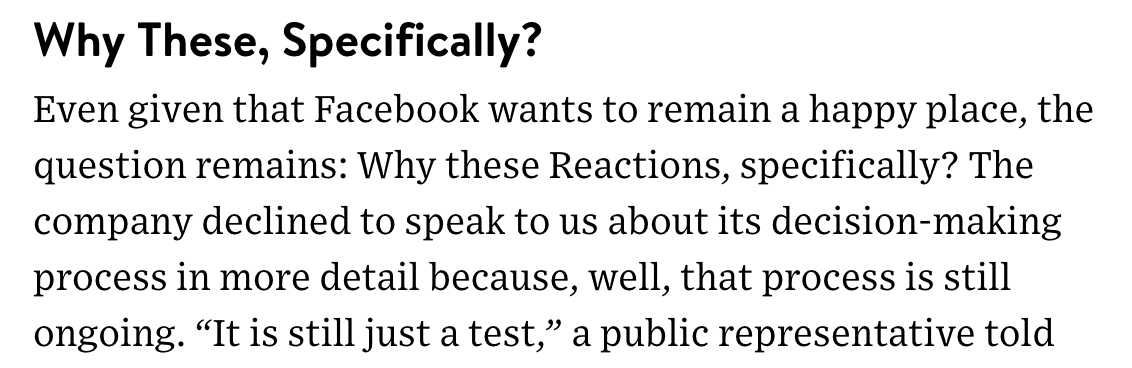 Why These, Specifically?
Even given that Facebook wants to remain a happy place, the
question remains: Why these Reactions, specifically? The
company declined to speak to us about its decision-making
process in more detail because, well, that process is still
ongoing. “It is still just a test,” a public representative told